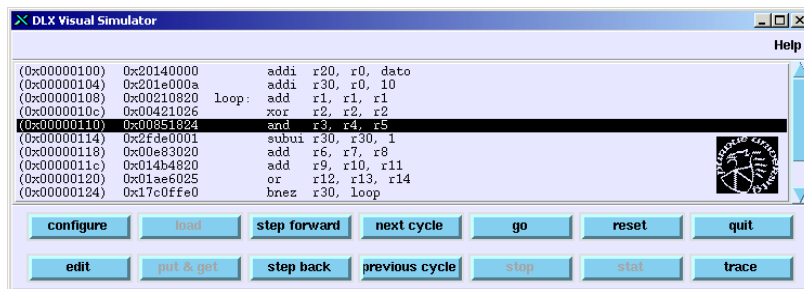 DLX Visual Simulator
Help
(0x00000100) 0x20140000 addi r20, r0, dato
(0x00000104) 0x201e000a addi r30, r0, 10
(0x00000108) 0x00210820 loop: add r1, r1, r1
(0x0000010c) 0x00421026 xor r2, r2, r2
(0x00000110) 0x00851824 and r3, r4, r5
(0x00000114) 0x2fde0001 subui r30, r30, 1
(0x00000118) 0x00e83020 add r6, r7, r8
(0x0000011c) 0x014b4820 add r9, r10, r11
(0x00000120) 0x01ae6025 or r12, r13, r14
(0x00000124) 0x17c0ffe0 bnez r30, loop
configure load step forward next cycle go reset quit
edit put & get step back previous cycle stop stat trace